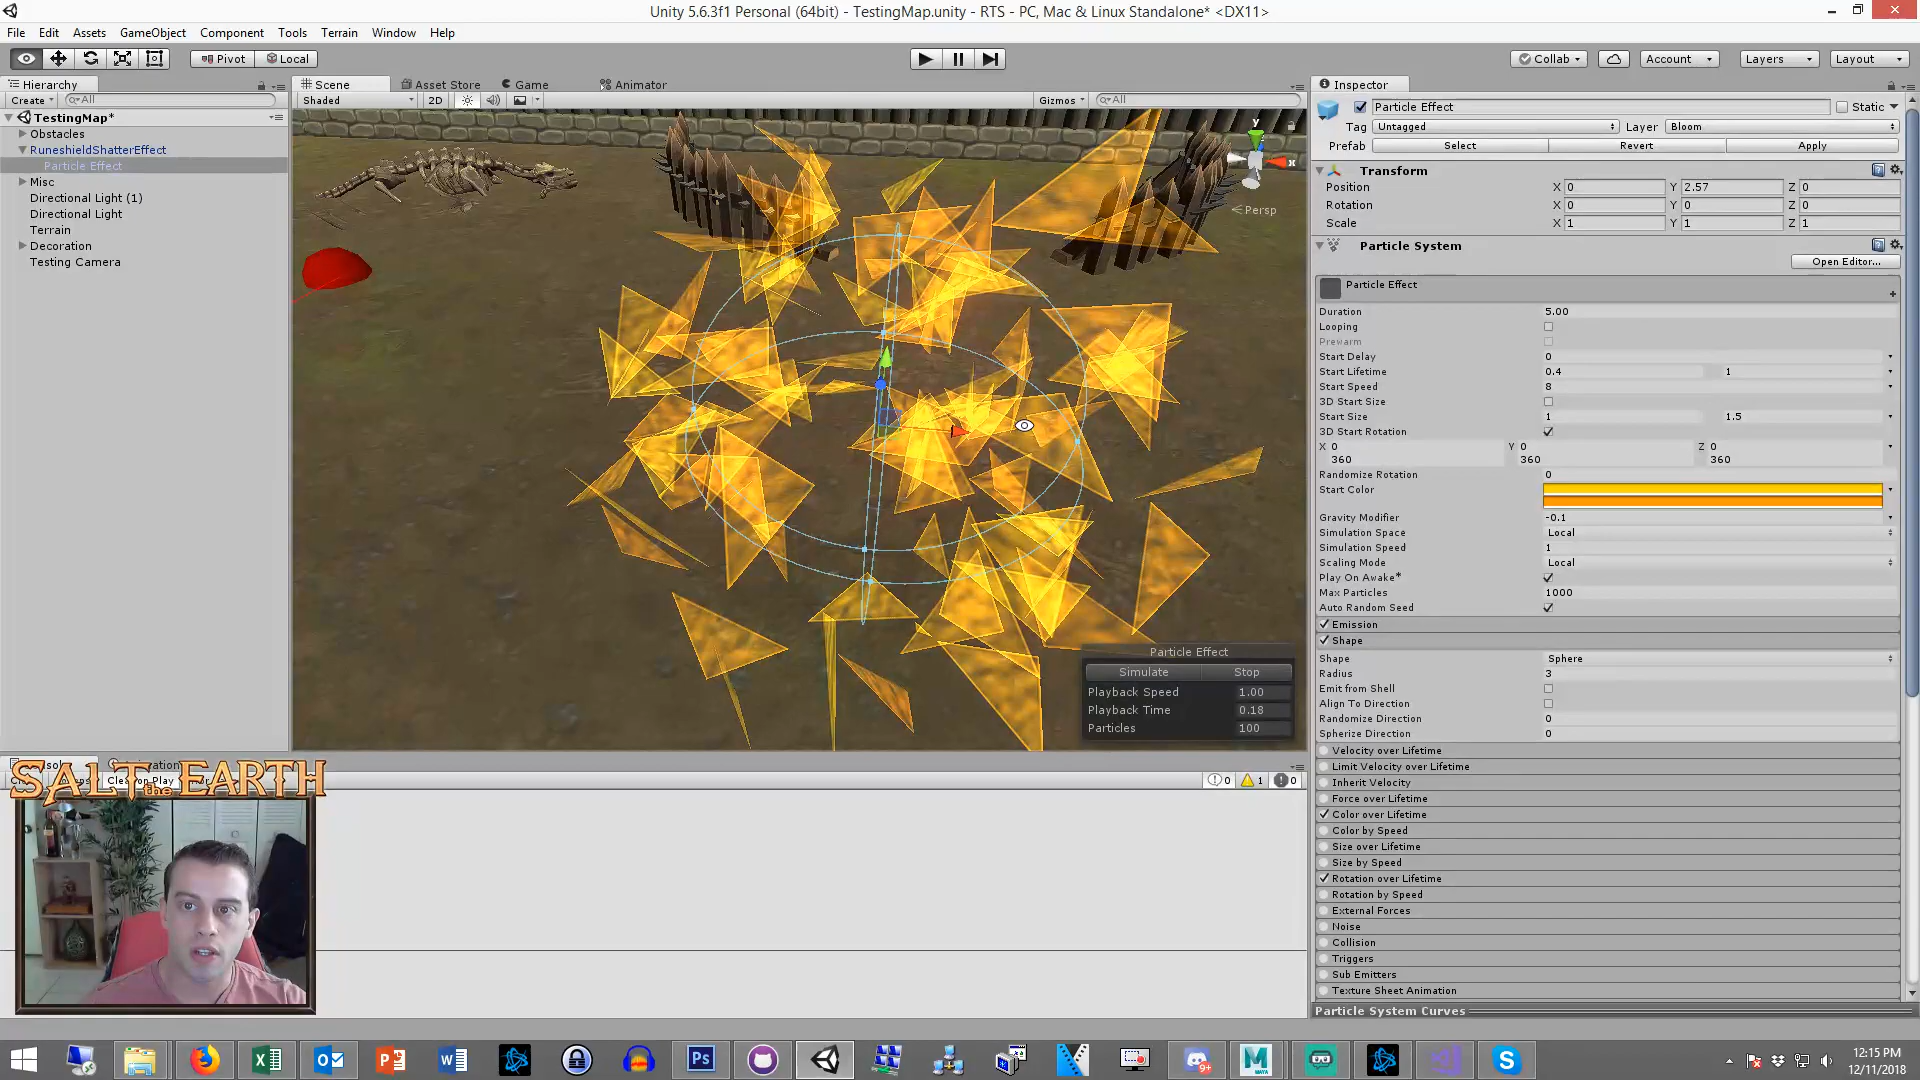 Unity 5.6.3f1 Personal (64bit) - TestingMap.unity - RTS - PC, Mac & Linux Standalone* <DX11>
File Edit Assets GameObject Component Tools Terrain Window Help
Pivot Local Collab Account Layers Layout
Hierarchy
Create All
TestingMap*
Obstacles
RuneshieldShatterEffect
Particle Effect
Misc
Directional Light (1)
Directional Light
Terrain
Decoration
Testing Camera
Scene Asset Store Game Animator
Shaded 2D Gizmos All
y
x
Persp
Particle Effect
Simulate Stop
Playback Speed 1.00
Playback Time 0.18
Particles 100
Clear on Play
0 1 0
SALT the EARTH
Inspector
Particle Effect Static
Tag Untagged Layer Bloom
Prefab Select Revert Apply
Transform
Position X 0 Y 2.57 Z 0
Rotation X 0 Y 0 Z 0
Scale X 1 Y 1 Z 1
Particle System
Open Editor...
Particle Effect
Duration 5.00
Looping
Prewarm
Start Delay 0
Start Lifetime 0.4 1
Start Speed 8
3D Start Size
Start Size 1 1.5
3D Start Rotation
X 0 Y 0 Z 0
360 360 360
Randomize Rotation 0
Start Color
Gravity Modifier -0.1
Simulation Space Local
Simulation Speed 1
Scaling Mode Local
Play On Awake*
Max Particles 1000
Auto Random Seed
Emission
Shape
Shape Sphere
Radius 3
Emit from Shell
Align To Direction
Randomize Direction 0
Spherize Direction 0
Velocity over Lifetime
Limit Velocity over Lifetime
Inherit Velocity
Force over Lifetime
Color over Lifetime
Color by Speed
Size over Lifetime
Size by Speed
Rotation over Lifetime
Rotation by Speed
External Forces
Noise
Collision
Triggers
Sub Emitters
Texture Sheet Animation
Particle System Curves
12:15 PM
12/11/2018